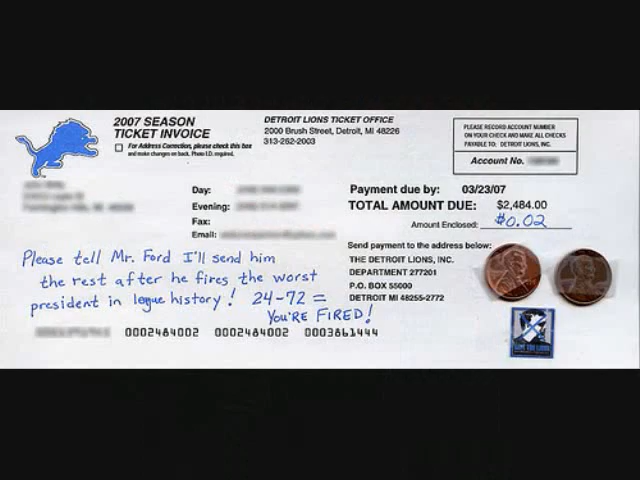 2007 SEASON
TICKET INVOICE
For Address Correction, please check this box
and make changes on back. Photo I.D. required.
DETROIT LIONS TICKET OFFICE
2000 Brush Street, Detroit, MI 48226
313-262-2003
PLEASE RECORD ACCOUNT NUMBER
ON YOUR CHECK AND MAKE ALL CHECKS
PAYABLE TO: DETROIT LIONS, INC.
Account No.
Day:
Evening:
Fax:
Email:
Payment due by: 03/23/07
TOTAL AMOUNT DUE: $2,484.00
Amount Enclosed: $0.02
Send payment to the address below:
THE DETROIT LIONS, INC.
DEPARTMENT 277201
P.O. BOX 55000
DETROIT MI 48255-2772
Please tell Mr. Ford I'll send him
the rest after he fires the worst
president in legue history! 24-72 =
YOU'RE FIRED!
0002484002 0002484002 0003861444